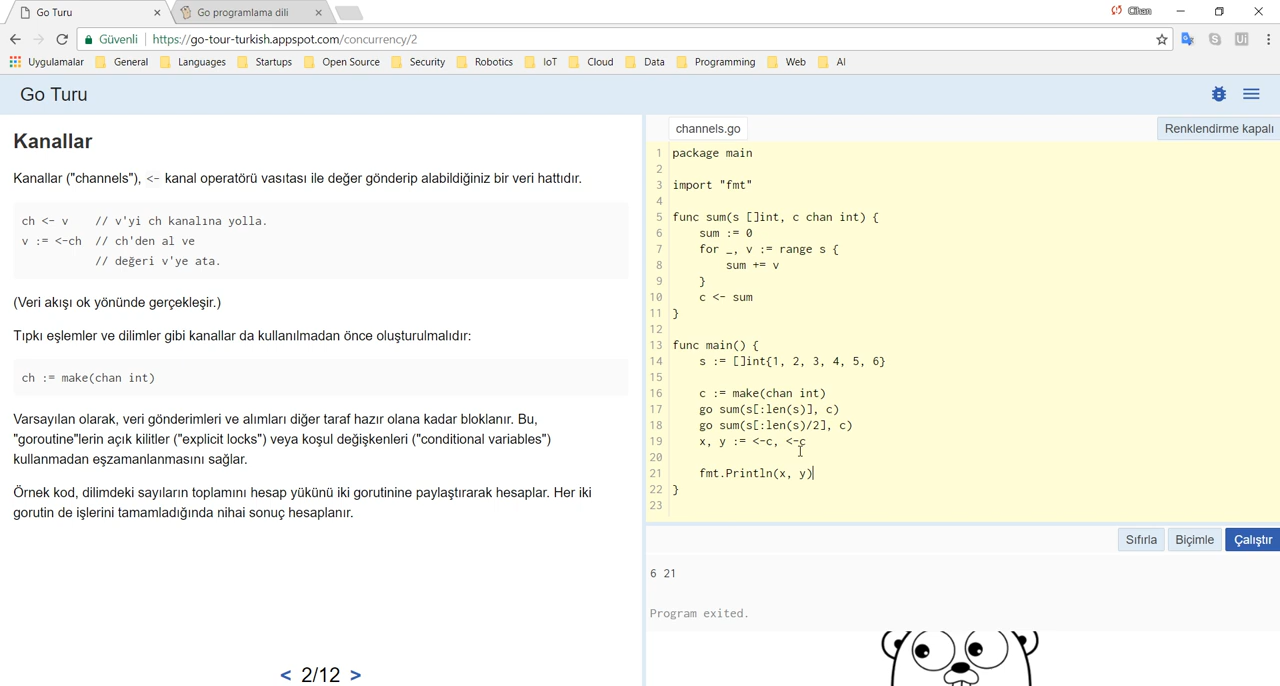 Go Turu
Go programlama dili
Cihan
Güvenli | https://go-tour-turkish.appspot.com/concurrency/2
Uygulamalar General Languages Startups Open Source Security Robotics IoT Cloud Data Programming Web AI
Go Turu
Kanallar
Kanallar ("channels"), <- kanal operatörü vasıtası ile değer gönderip alabildiğiniz bir veri hattıdır.
ch <- v    // v'yi ch kanalına yolla.
v := <-ch  // ch'den al ve
           // değeri v'ye ata.
(Veri akışı ok yönünde gerçekleşir.)
Tıpkı eşlemler ve dilimler gibi kanallar da kullanılmadan önce oluşturulmalıdır:
ch := make(chan int)
Varsayılan olarak, veri gönderimleri ve alımları diğer taraf hazır olana kadar bloklanır. Bu,
"goroutine"lerin açık kilitler ("explicit locks") veya koşul değişkenleri ("conditional variables")
kullanmadan eşzamanlanmasını sağlar.
Örnek kod, dilimdeki sayıların toplamını hesap yükünü iki gorutinine paylaştırarak hesaplar. Her iki
gorutin de işlerini tamamladığında nihai sonuç hesaplanır.
< 2/12 >
channels.go
Renklendirme kapalı
1 package main
2
3 import "fmt"
4
5 func sum(s []int, c chan int) {
6     sum := 0
7     for _, v := range s {
8         sum += v
9     }
10     c <- sum
11 }
12
13 func main() {
14     s := []int{1, 2, 3, 4, 5, 6}
15
16     c := make(chan int)
17     go sum(s[:len(s)], c)
18     go sum(s[:len(s)/2], c)
19     x, y := <-c, <-c
20
21     fmt.Println(x, y)
22 }
23
Sıfırla Biçimle Çalıştır
6 21
Program exited.